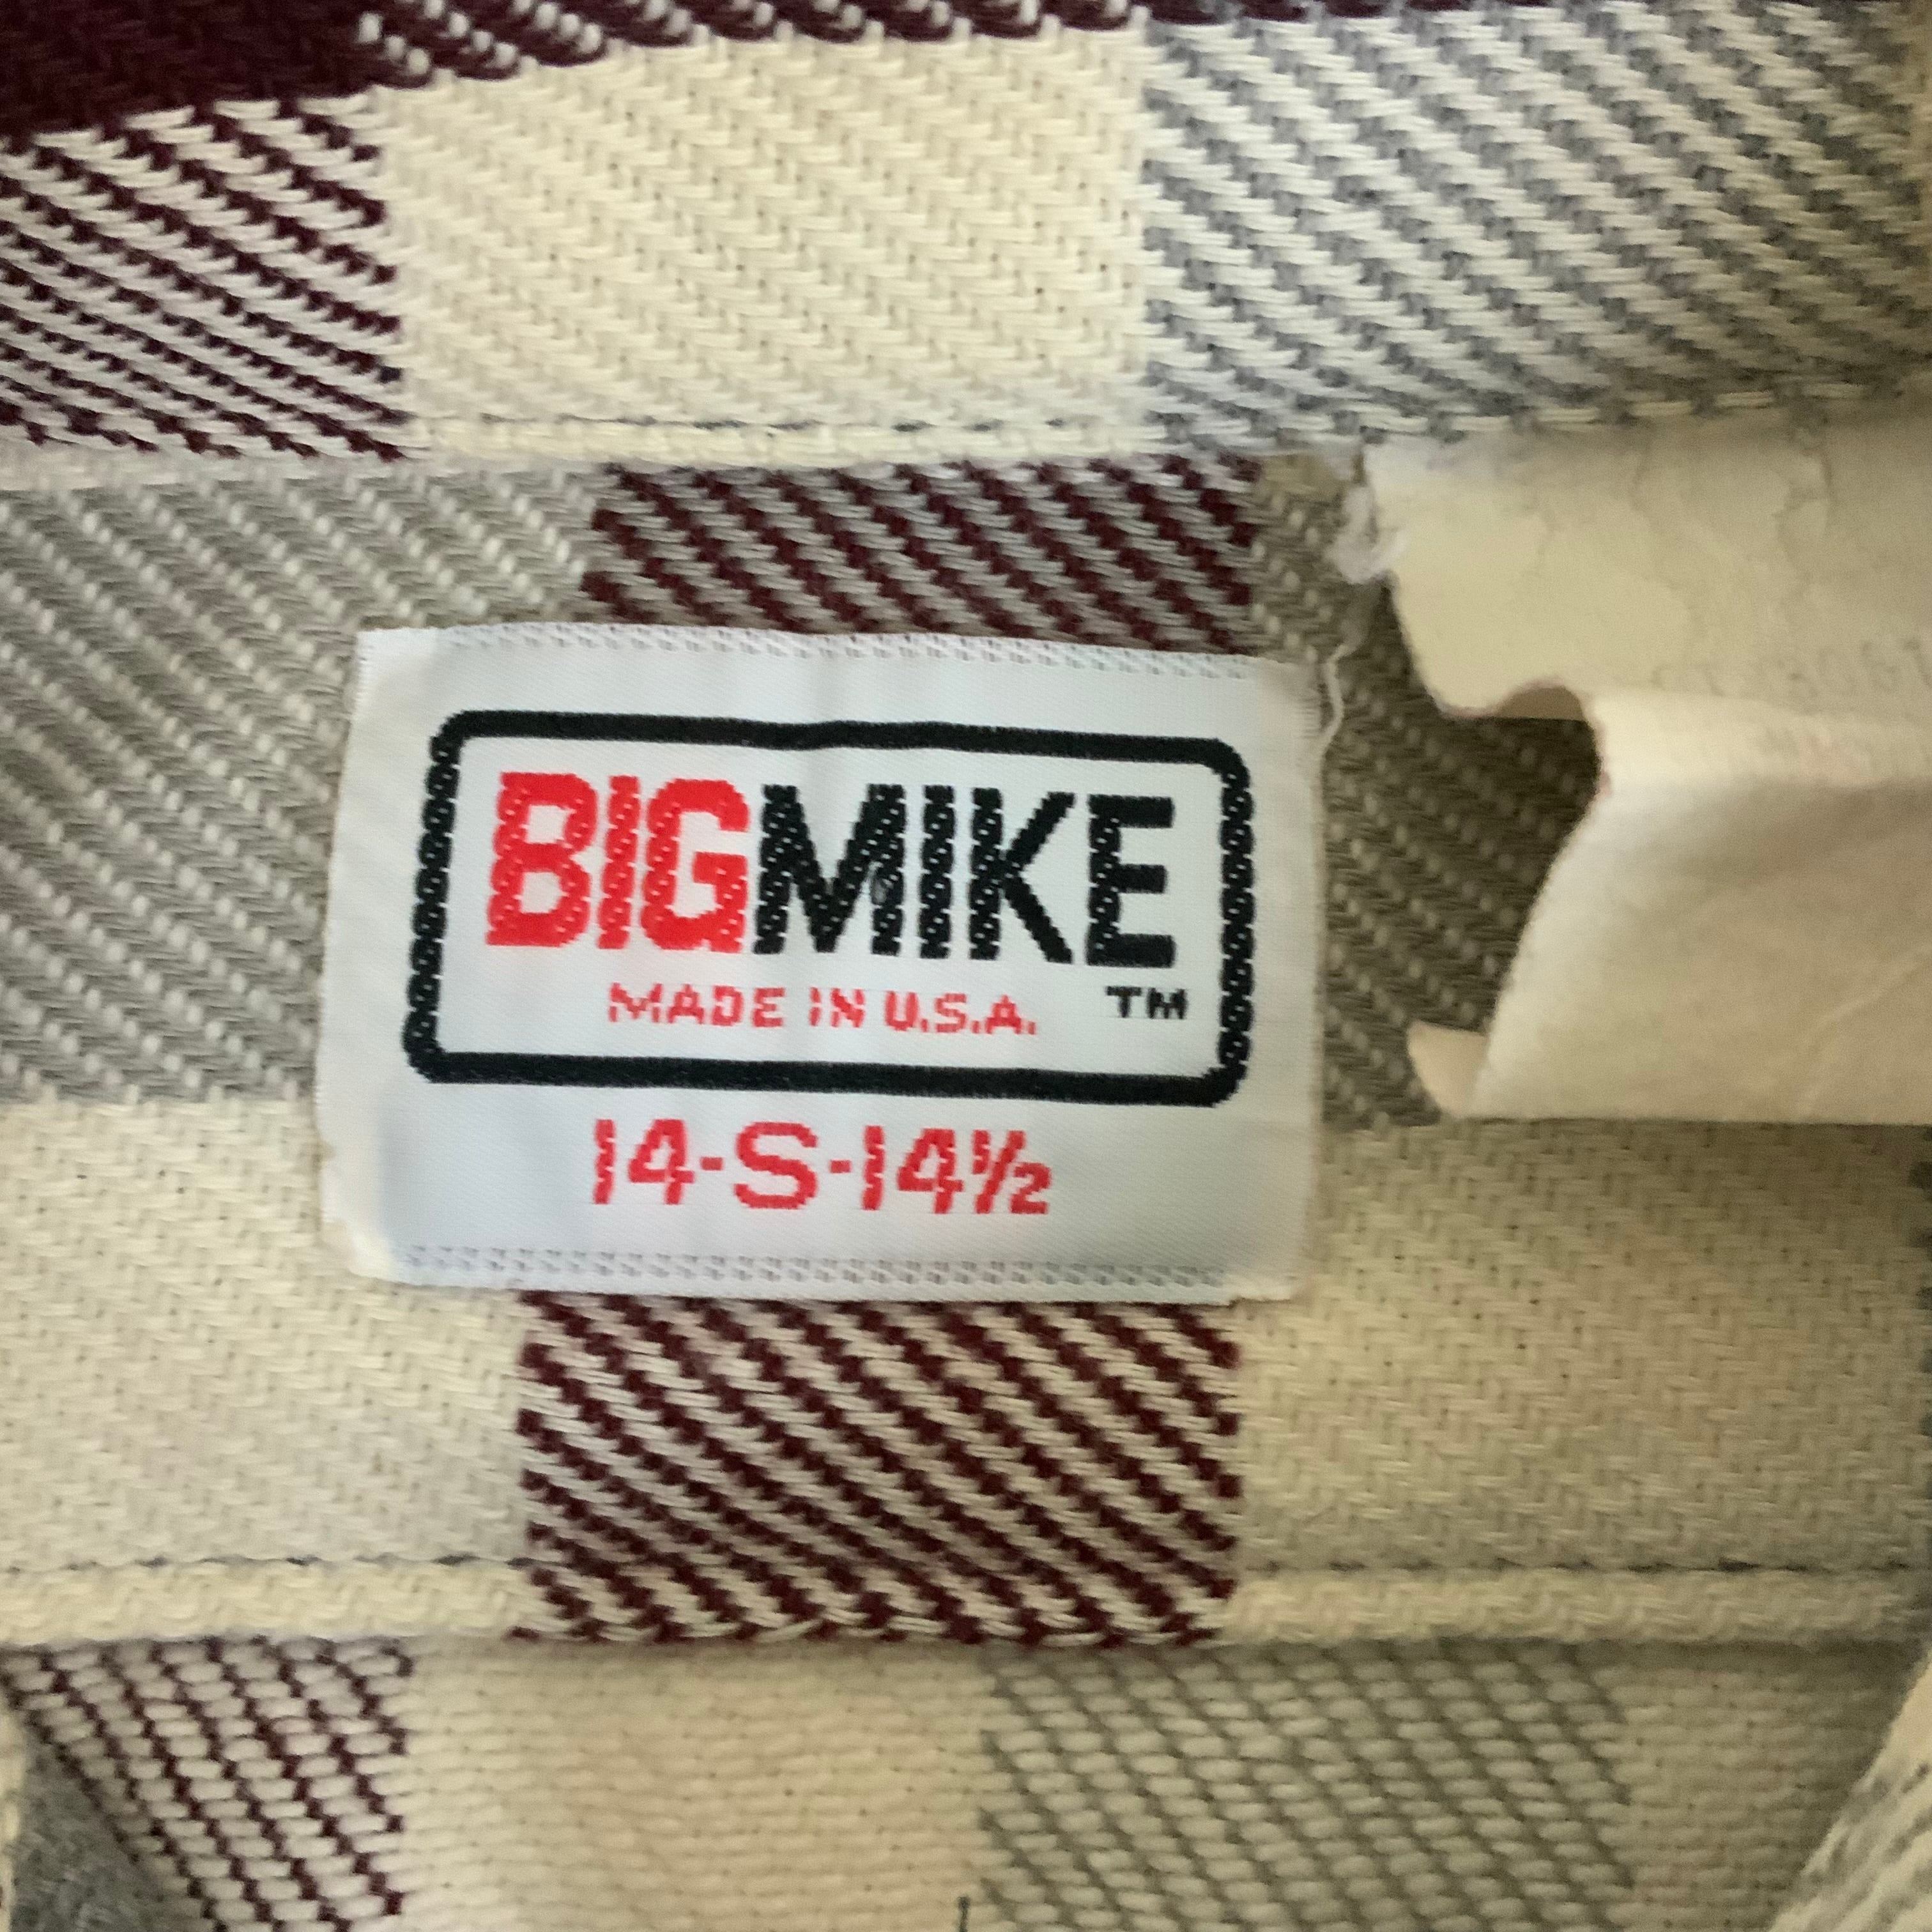 BIGMIKE
MADE IN U.S.A. TM
14-S-14½